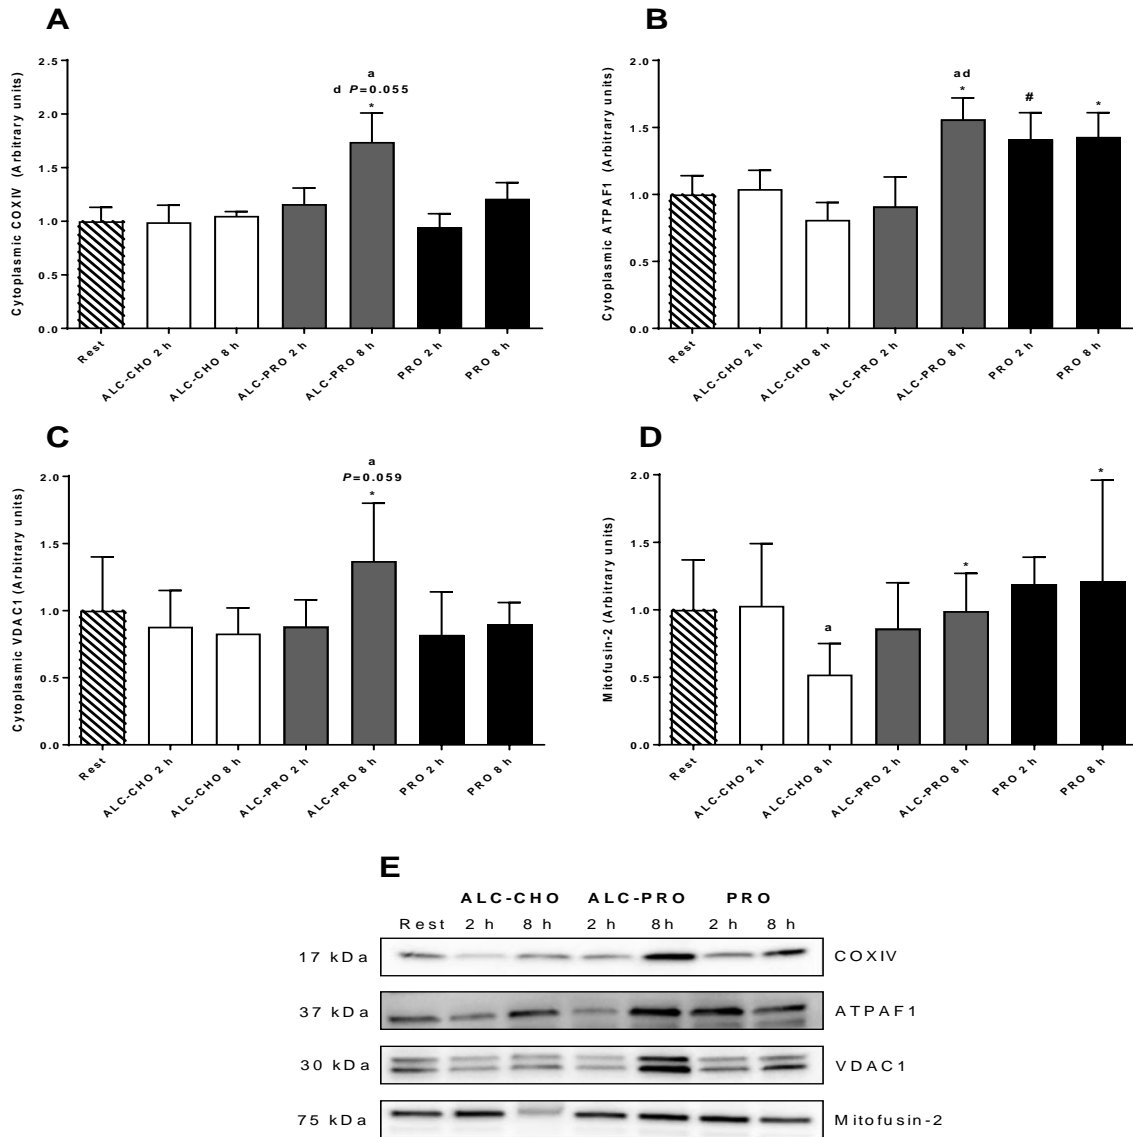 A
Cytoplasmic COXIV (Arbitrary units)
2.5
2.0
1.5
1.0
0.5
0.0
a
d P=0.055
*
Rest
ALC-CHO 2 h
ALC-CHO 8 h
ALC-PRO 2 h
ALC-PRO 8 h
PRO 2 h
PRO 8 h
B
Cytoplasmic ATPAF1 (Arbitrary units)
2.0
1.5
1.0
0.5
0.0
ad
*
#
*
Rest
ALC-CHO 2 h
ALC-CHO 8 h
ALC-PRO 2 h
ALC-PRO 8 h
PRO 2 h
PRO 8 h
C
Cytoplasmic VDAC1 (Arbitrary units)
2.0
1.5
1.0
0.5
0.0
a
P=0.059
*
Rest
ALC-CHO 2 h
ALC-CHO 8 h
ALC-PRO 2 h
ALC-PRO 8 h
PRO 2 h
PRO 8 h
D
Mitofusin-2 (Arbitrary units)
2.0
1.5
1.0
0.5
0.0
a
*
*
Rest
ALC-CHO 2 h
ALC-CHO 8 h
ALC-PRO 2 h
ALC-PRO 8 h
PRO 2 h
PRO 8 h
E
ALC-CHO ALC-PRO PRO
Rest 2 h 8 h 2 h 8h 2 h 8 h
17 kDa COXIV
37 kDa ATPAF1
30 kDa VDAC1
75 kDa Mitofusin-2